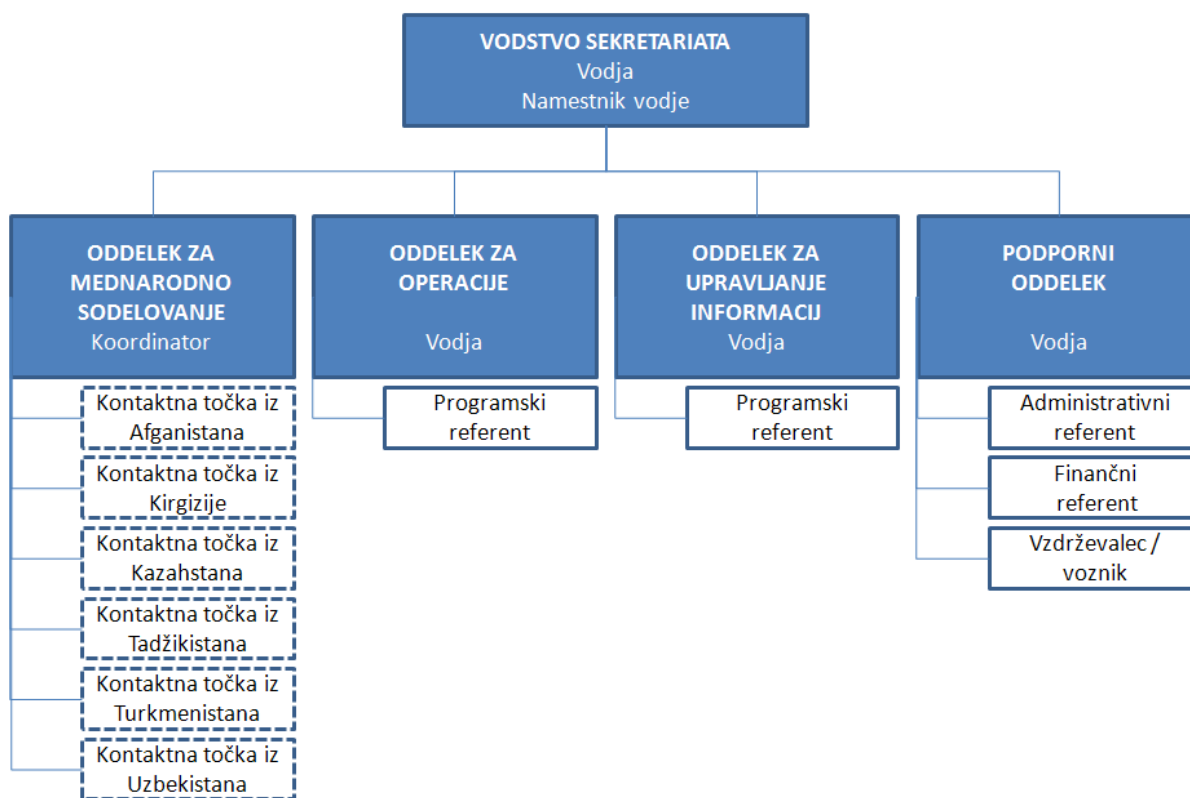 VODSTVO SEKRETARIATA
Vodja
Namestnik vodje
ODDELEK ZA
MEDNARODNO
SODELOVANJE
Koordinator
Kontaktna točka iz
Afganistana
Kontaktna točka iz
Kirgizije
Kontaktna točka iz
Kazahstana
Kontaktna točka iz
Tadžikistana
Kontaktna točka iz
Turkmenistana
Kontaktna točka iz
Uzbekistana
ODDELEK ZA
OPERACIJE
Vodja
Programski
referent
ODDELEK ZA
UPRAVLJANJE
INFORMACIJ
Vodja
Programski
referent
PODPORNI
ODDELEK
Vodja
Administrativni
referent
Finančni
referent
Vzdrževalec /
voznik